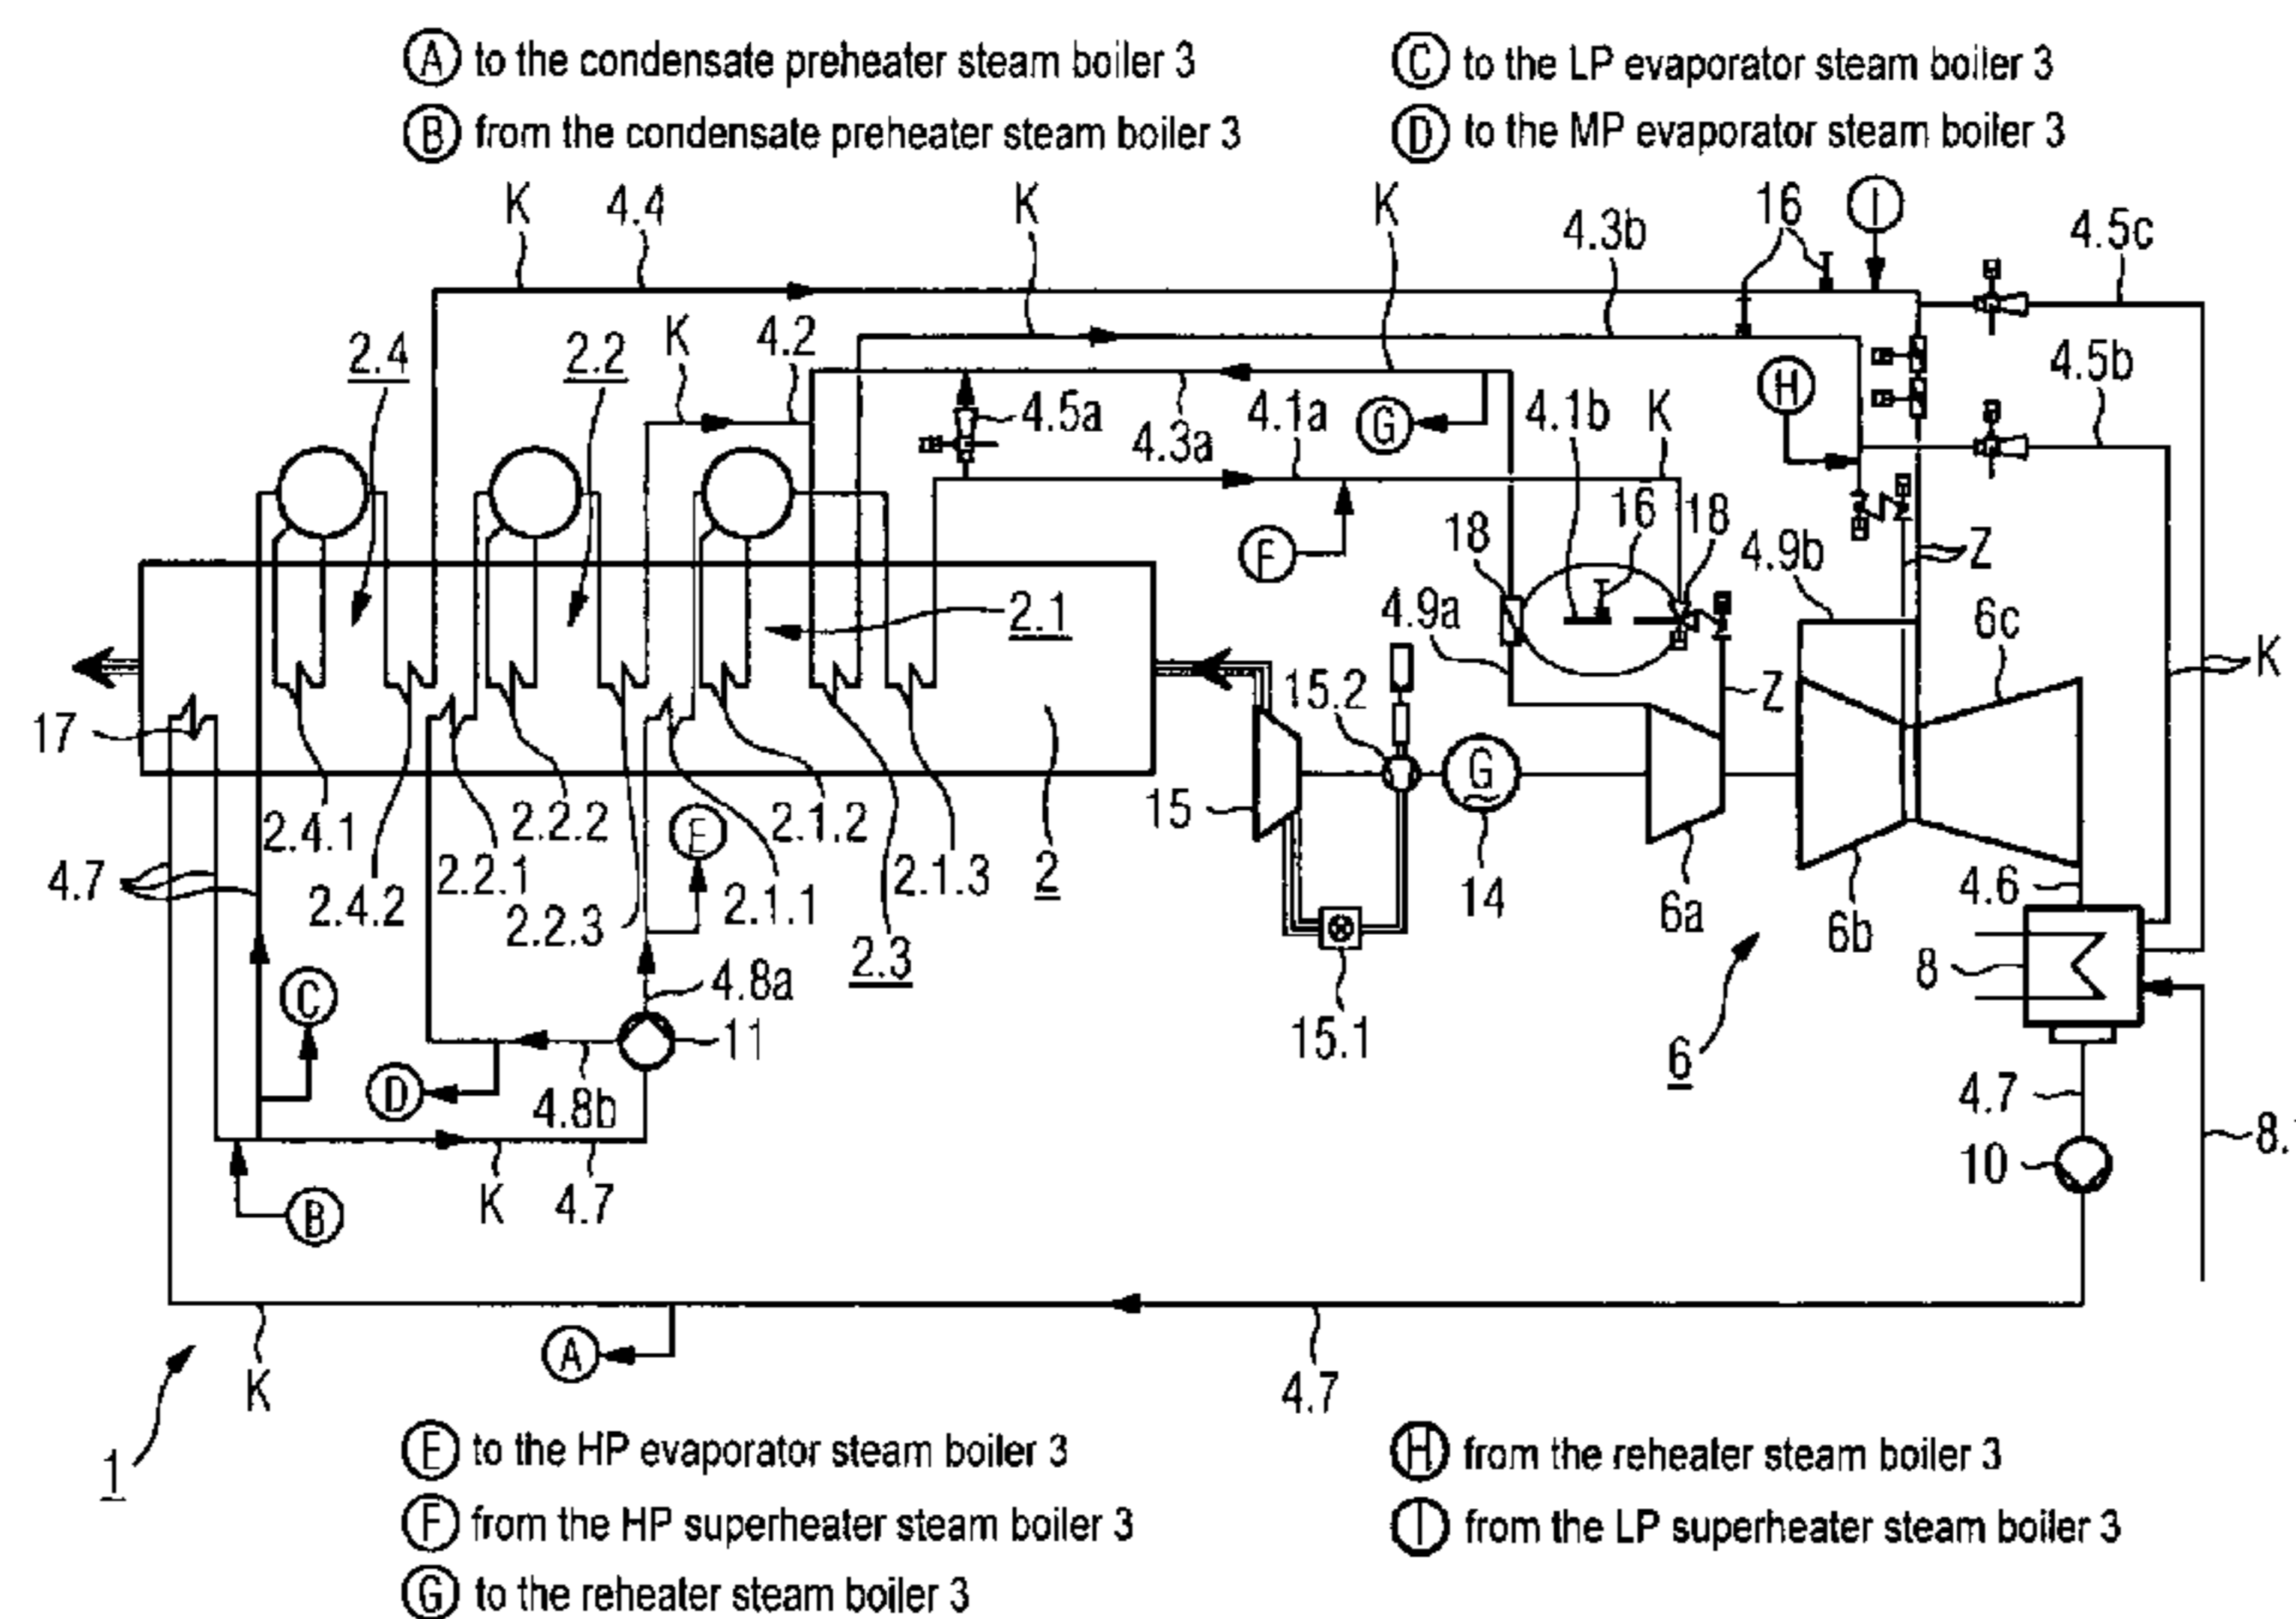 A to the condensate preheater steam boiler 3
C to the LP evaporator steam boiler 3
B from the condensate preheater steam boiler 3
D to the MP evaporator steam boiler 3
K 4.4 K K 16 I
4.3b 4.5c
K 4.2
2.4 2.2 H 4.5b
4.5a 4.3a 4.1a G 4.1b K
F 18 16 18 4.9b Z
2.1 4.9a 6c
17 15.2 Z K
15 G
2.4.1 2.2.2 E 2.1.2
4.7 2.4.2 2.2.1 2.1.1 2.1.3 2 14 4.6
2.2.3 2.3 6a 6b
C 4.8a 8
11 15.1 6
D 4.8b 4.7 8.
10
B K 4.7
A
K 4.7
1
E to the HP evaporator steam boiler 3
H from the reheater steam boiler 3
F from the HP superheater steam boiler 3
I from the LP superheater steam boiler 3
G to the reheater steam boiler 3